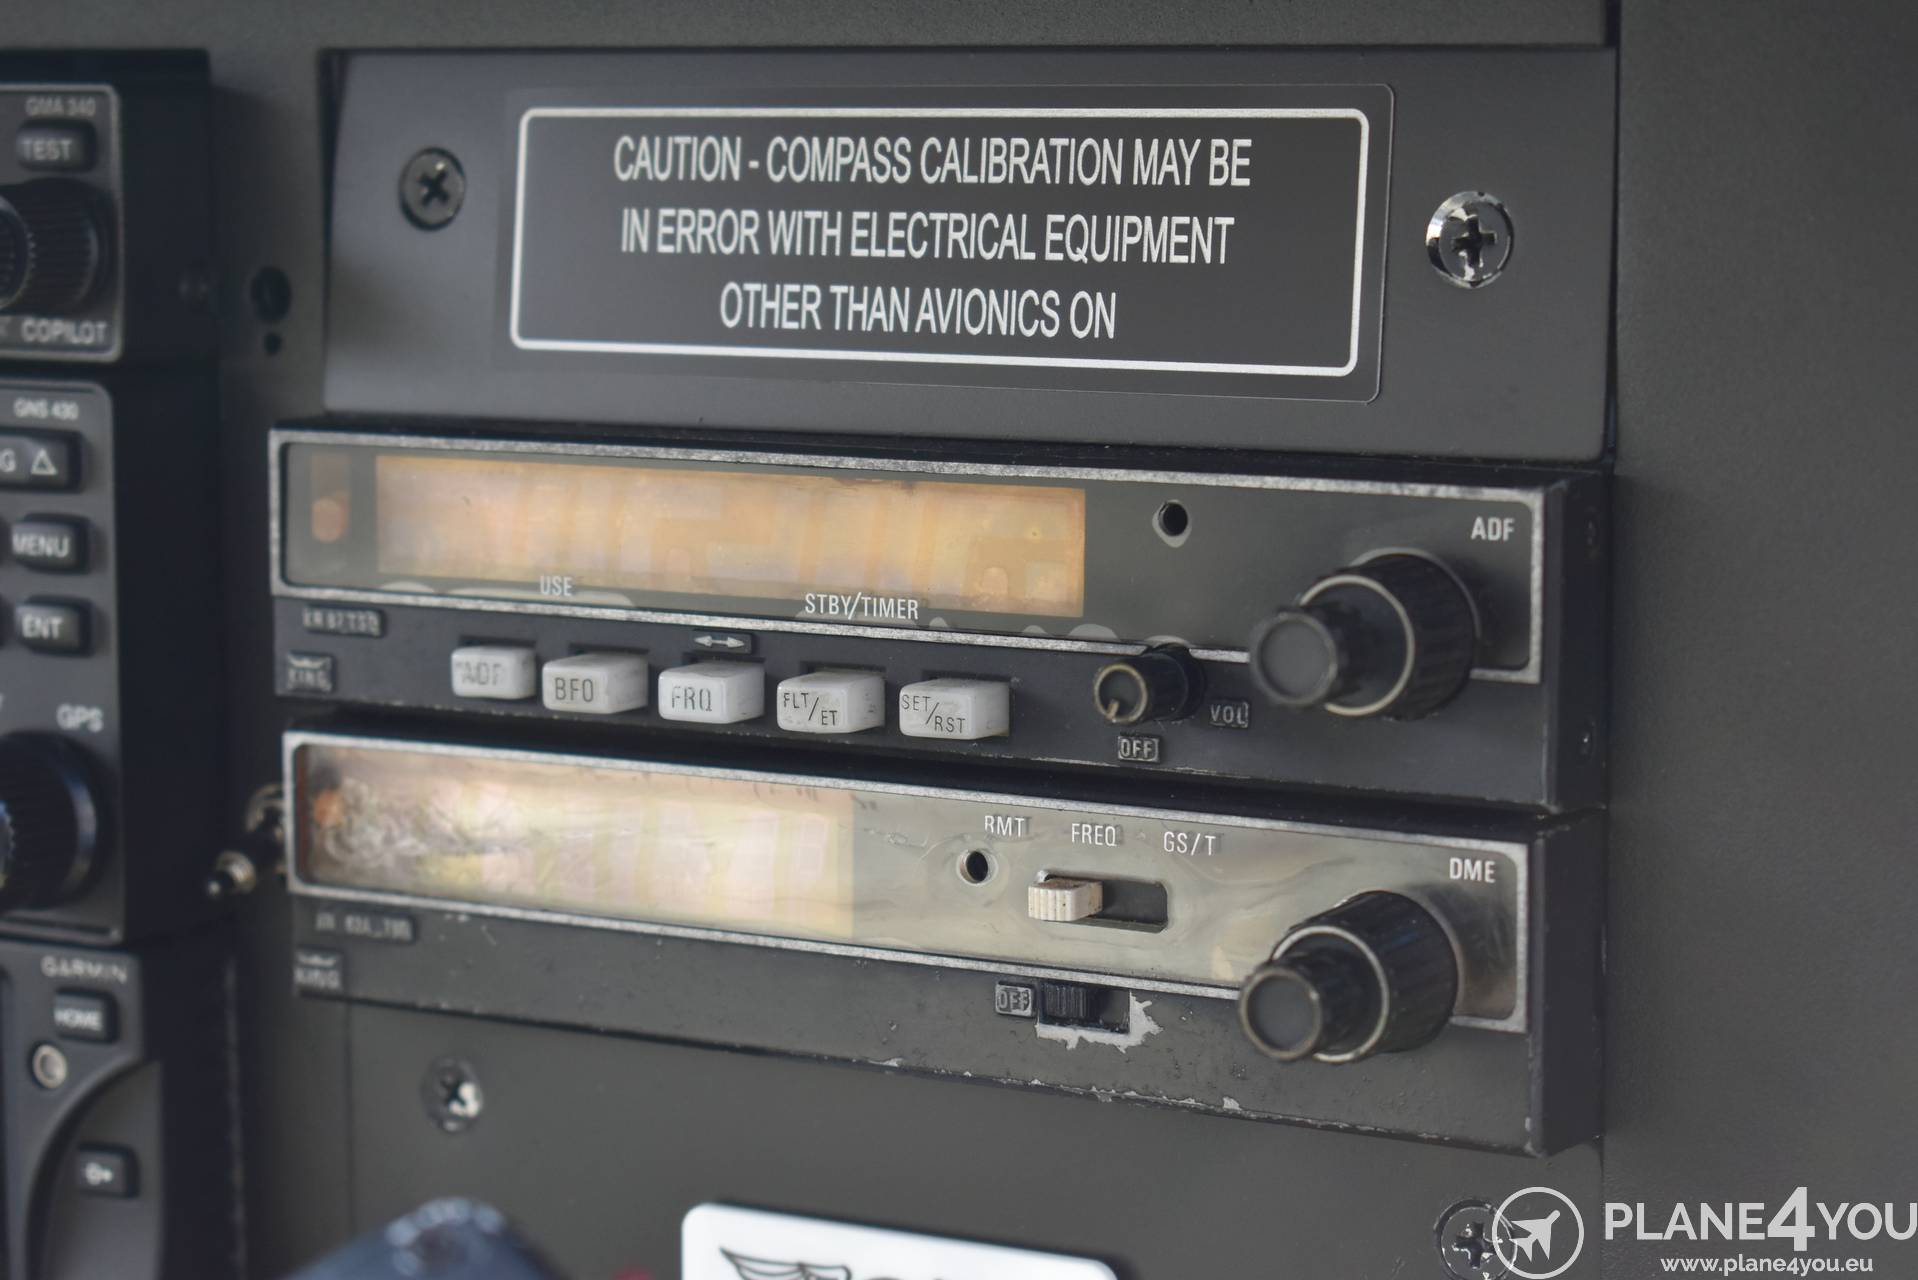 GMA 340
TEST
COPILOT
CAUTION - COMPASS CALIBRATION MAY BE
IN ERROR WITH ELECTRICAL EQUIPMENT
OTHER THAN AVIONICS ON
GNS 430
MENU
ENT
GPS
ADF
USE
STBY/TIMER
KING
ADF
BFO
FRQ
FLT/ET
SET/RST
VOL
OFF
RMT
FREQ
GS/T
DME
KING
OFF
GARMIN
HOME
PLANE4YOU
www.plane4you.eu